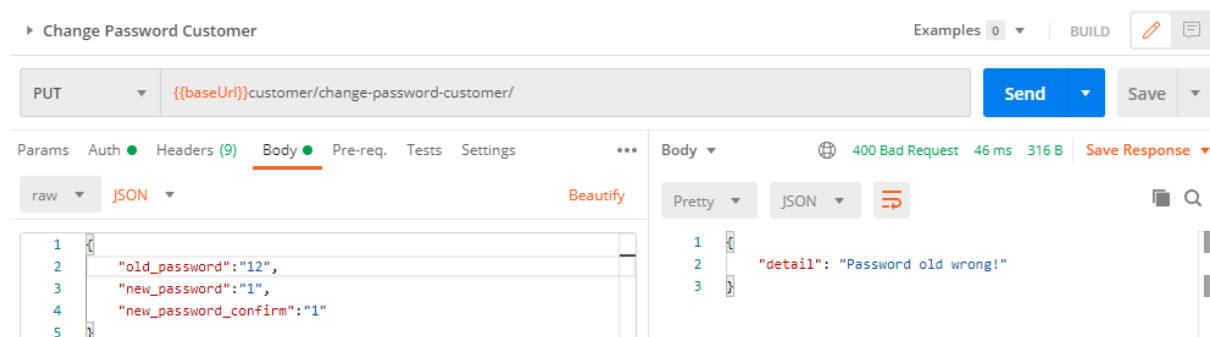 Change Password Customer
Examples 0
BUILD
PUT
{{baseUrl}}customer/change-password-customer/
Send
Save
Params Auth Headers (9) Body Pre-req. Tests Settings
raw JSON Beautify
1 {
2 "old_password":"12",
3 "new_password":"1",
4 "new_password_confirm":"1"
5 }
Body 400 Bad Request 46 ms 316 B Save Response
Pretty JSON
1 {
2 "detail": "Password old wrong!"
3 }